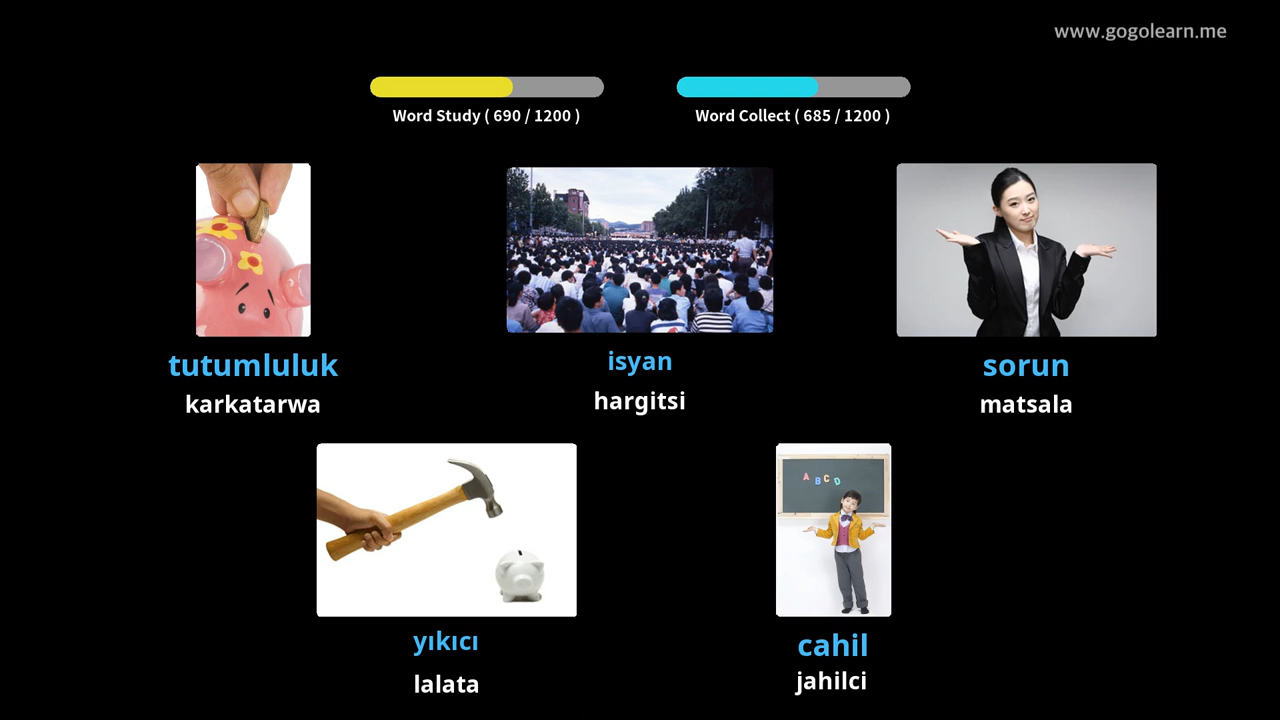 www.gogolearn.me
Word Study ( 690 / 1200 )
Word Collect ( 685 / 1200 )
tutumluluk
karkatarwa
isyan
hargitsi
sorun
matsala
A B C D
yıkıcı
lalata
cahil
jahilci